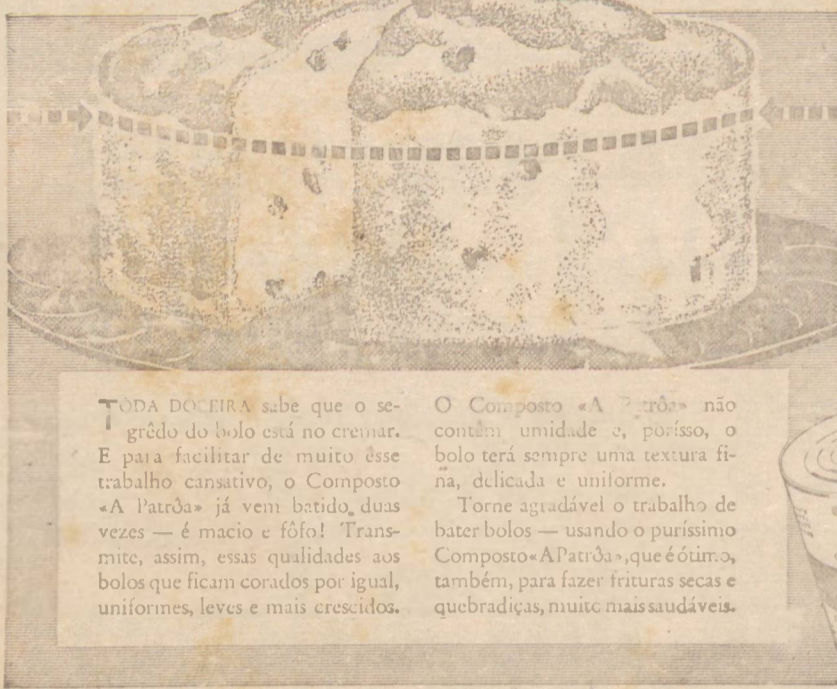 TÔDA DOCEIRA sabe que o se-
grêdo do bolo está no cremar.
E para facilitar de muito êsse
trabalho cansativo, o Composto
«A Patrôa» já vem batido duas
vezes — é macio e fôfo! Trans-
mite, assim, essas qualidades aos
bolos que ficam corados por igual,
uniformes, leves e mais crescidos.
O Composto «A Patrôa» não
contém umidade e, porisso, o
bolo terá sempre uma textura fi-
na, delicada e uniforme.
Torne agradável o trabalho de
bater bolos — usando o puríssimo
Composto «A Patrôa», que é ótimo,
também, para fazer frituras secas e
quebradiças, muito mais saudáveis.